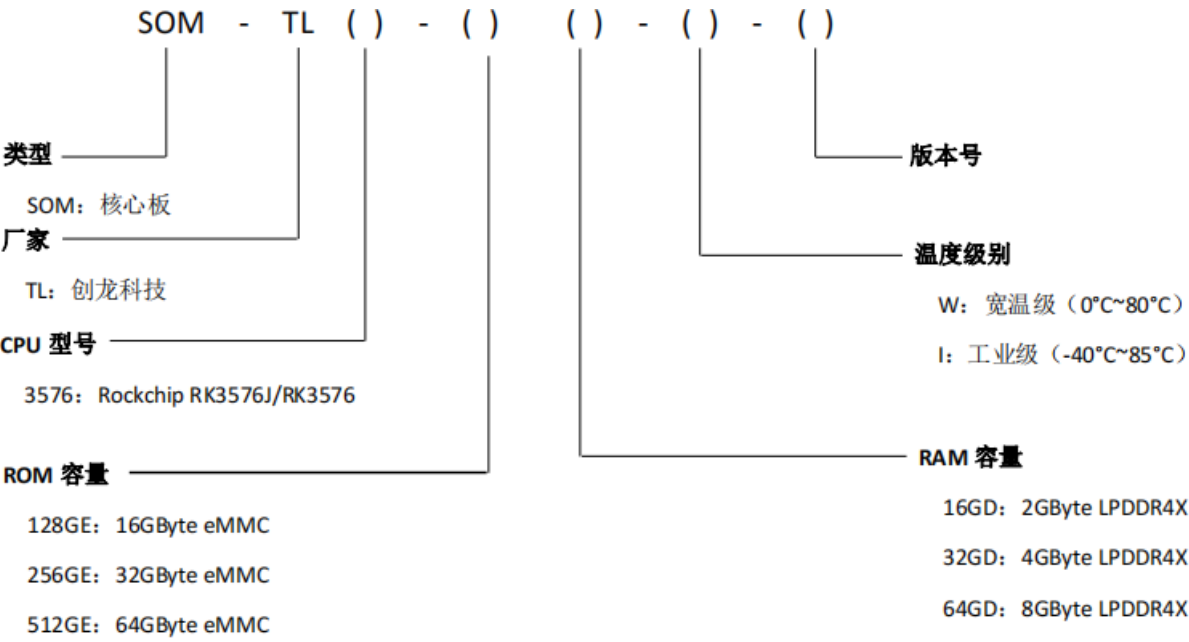 SOM - TL ( ) - ( ) ( ) - ( ) - ( )
类型
SOM：核心板
厂家
TL：创龙科技
CPU 型号
3576：Rockchip RK3576J/RK3576
ROM 容量
128GE：16GByte eMMC
256GE：32GByte eMMC
512GE：64GByte eMMC
版本号
温度级别
W：宽温级（0°C~80°C）
I：工业级（-40°C~85°C）
RAM 容量
16GD：2GByte LPDDR4X
32GD：4GByte LPDDR4X
64GD：8GByte LPDDR4X